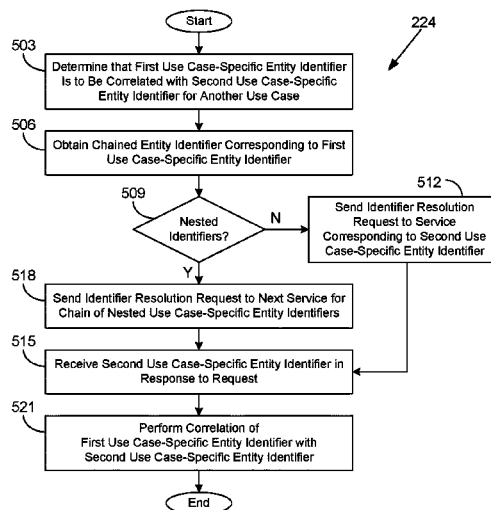 Start
224
503
Determine that First Use Case-Specific Entity Identifier
Is to Be Correlated with Second Use Case-Specific
Entity Identifier for Another Use Case
506
Obtain Chained Entity Identifier Corresponding to First
Use Case-Specific Entity Identifier
509
Nested
Identifiers?
N
512
Send Identifier Resolution
Request to Service
Corresponding to Second Use
Case-Specific Entity Identifier
Y
518
Send Identifier Resolution Request to Next Service for
Chain of Nested Use Case-Specific Entity Identifiers
515
Receive Second Use Case-Specific Entity Identifier in
Response to Request
521
Perform Correlation of
First Use Case-Specific Entity Identifier with
Second Use Case-Specific Entity Identifier
End